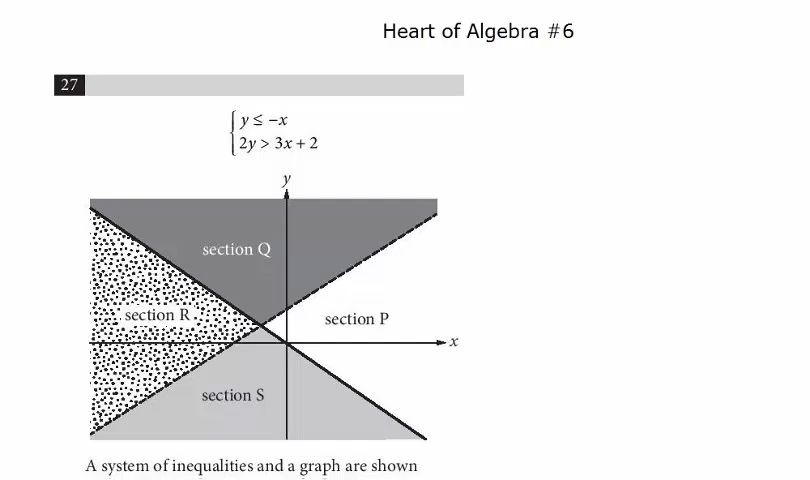 Heart of Algebra #6
27
y ≤ −x
2y > 3x + 2
y
section Q
section R
section P
x
section S
A system of inequalities and a graph are shown